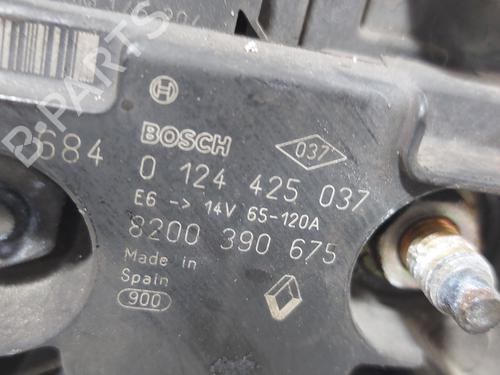 BOSCH
037
684 0 124 425 037
E6 -> 14V 65-120A
8200 390 675
Made in
Spain
900
B-PARTS